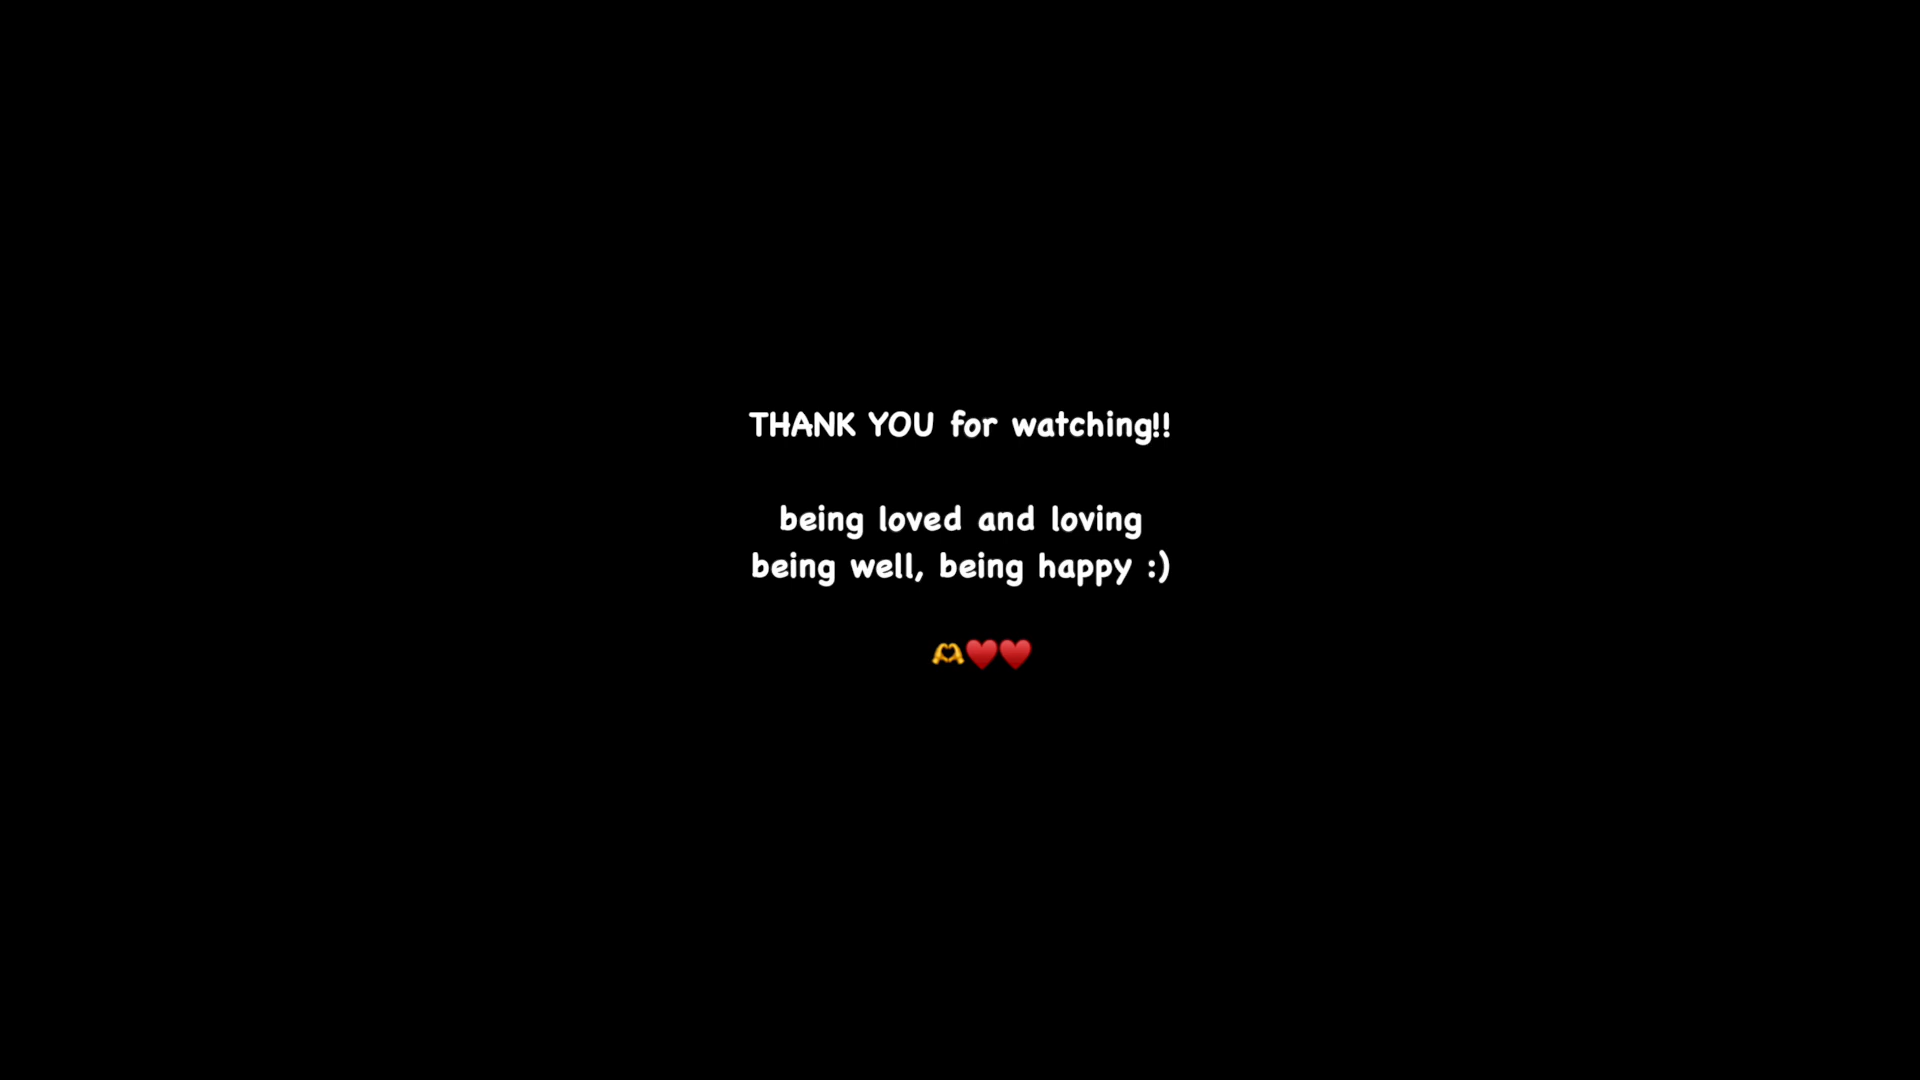 THANK YOU for watching!!
being loved and loving
being well, being happy :)
🫶♥️♥️